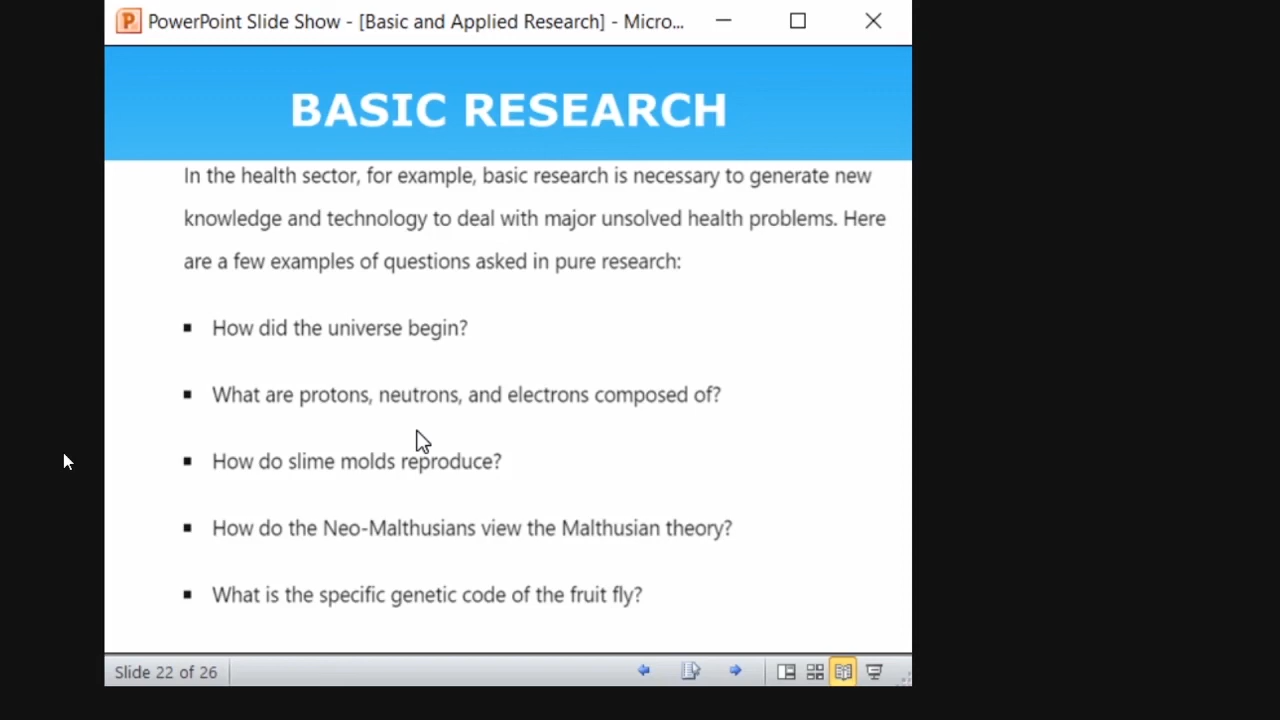 PowerPoint Slide Show - [Basic and Applied Research] - Micro...
BASIC RESEARCH
In the health sector, for example, basic research is necessary to generate new
knowledge and technology to deal with major unsolved health problems. Here
are a few examples of questions asked in pure research:
▪ How did the universe begin?
▪ What are protons, neutrons, and electrons composed of?
▪ How do slime molds reproduce?
▪ How do the Neo-Malthusians view the Malthusian theory?
▪ What is the specific genetic code of the fruit fly?
Slide 22 of 26